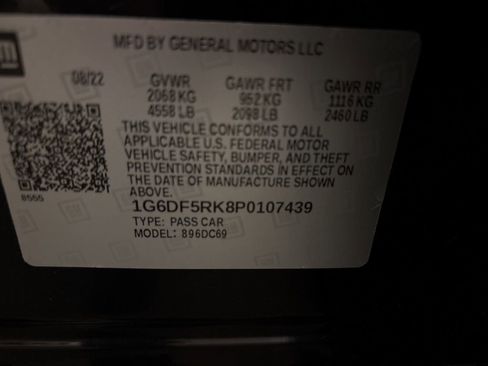 GM
MFD BY GENERAL MOTORS LLC
08/22 GVWR GAWR FRT GAWR RR
2068 KG 952 KG 1116 KG
4558 LB 2098 LB 2460 LB
THIS VEHICLE CONFORMS TO ALL
APPLICABLE U.S. FEDERAL MOTOR
VEHICLE SAFETY, BUMPER, AND THEFT
PREVENTION STANDARDS IN EFFECT ON
THE DATE OF MANUFACTURE SHOWN ABOVE.
8555
1G6DF5RK8P0107439
TYPE: PASS CAR
MODEL: 896DC69